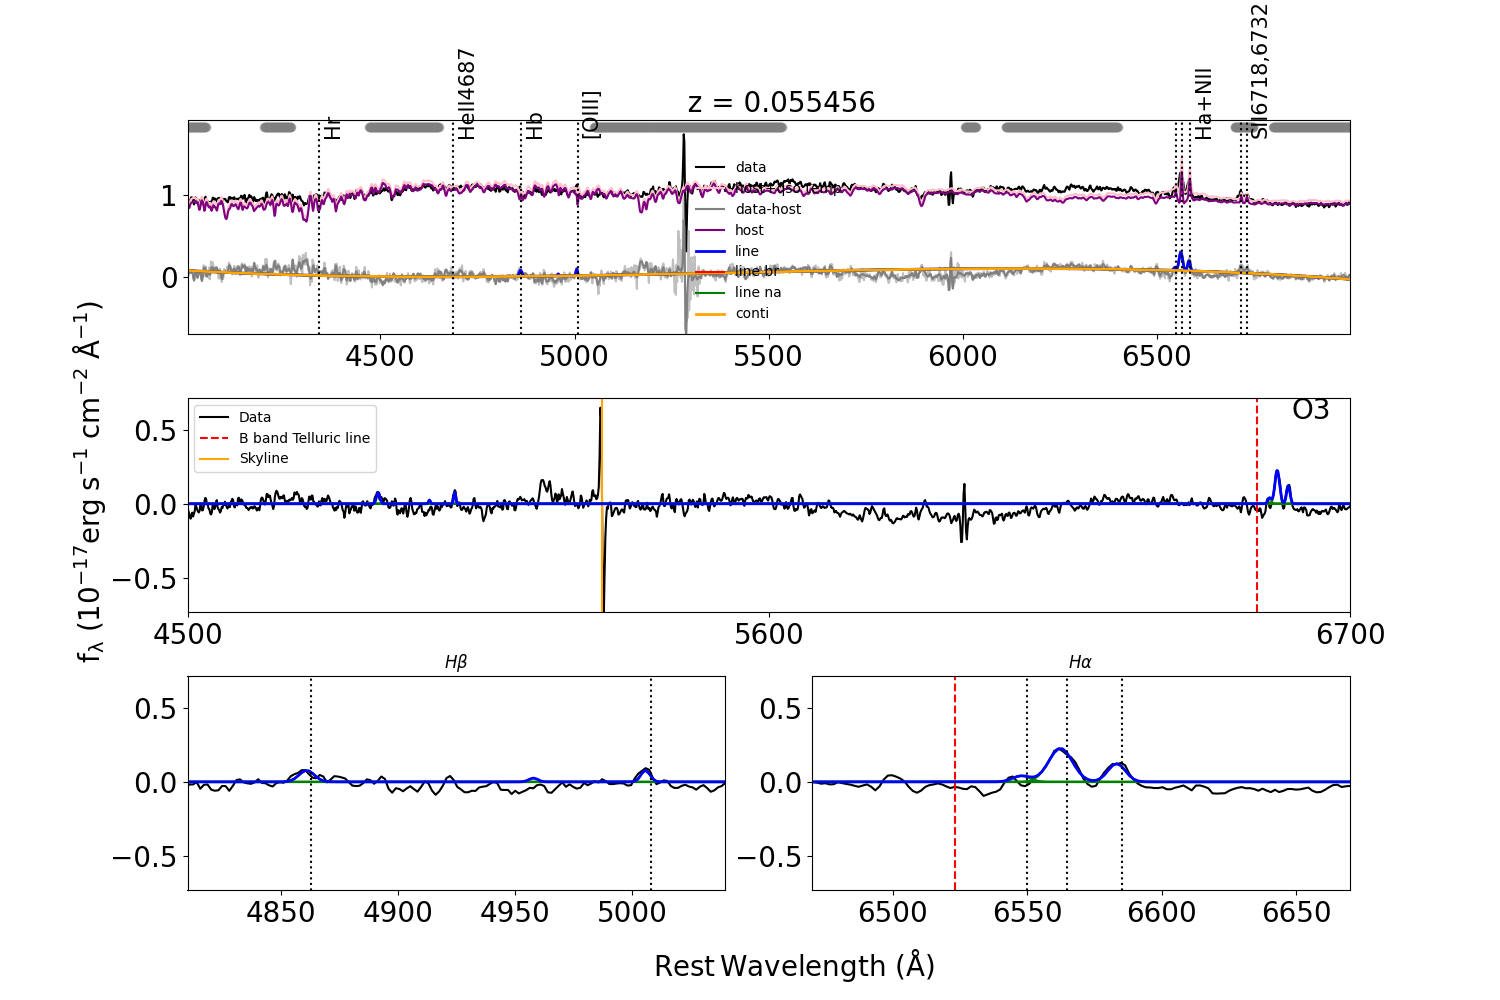 z = 0.055456
Hr
HeII4687
Hb
[OIII]
Ha+NII
SII6718,6732
data
data-host
host
line
line br
line na
conti
1
0
4500
5000
5500
6000
6500
f_λ (10^{-17}erg s^{-1} cm^{-2} Å^{-1})
Data
B band Telluric line
Skyline
O3
0.5
0.0
−0.5
4500
5600
6700
Hβ
0.5
0.0
−0.5
4850
4900
4950
5000
Hα
0.5
0.0
−0.5
6500
6550
6600
6650
Rest Wavelength (Å)